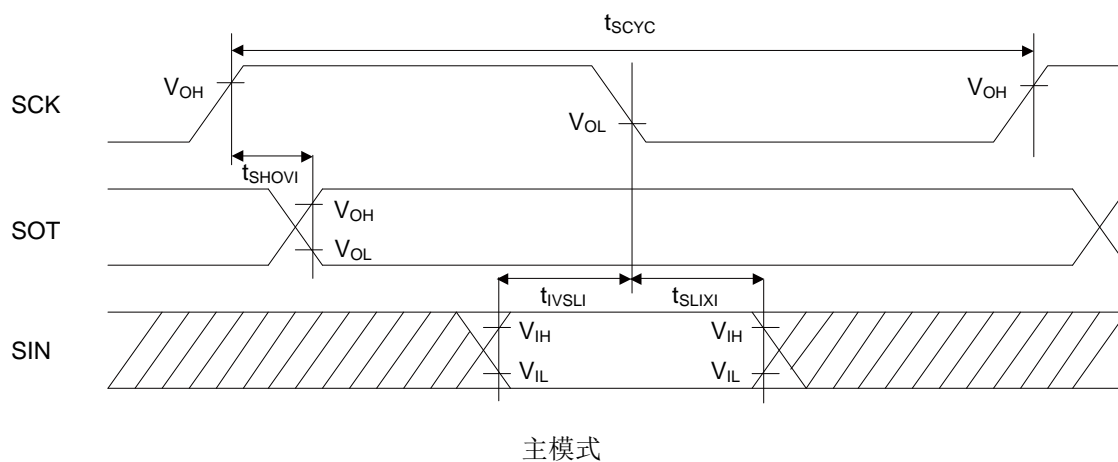 tSCYC
SCK
VOH
VOL
VOH
tSHOVI
SOT
VOH
VOL
tIVSLI
tSLIXI
SIN
VIH
VIL
VIH
VIL
主模式